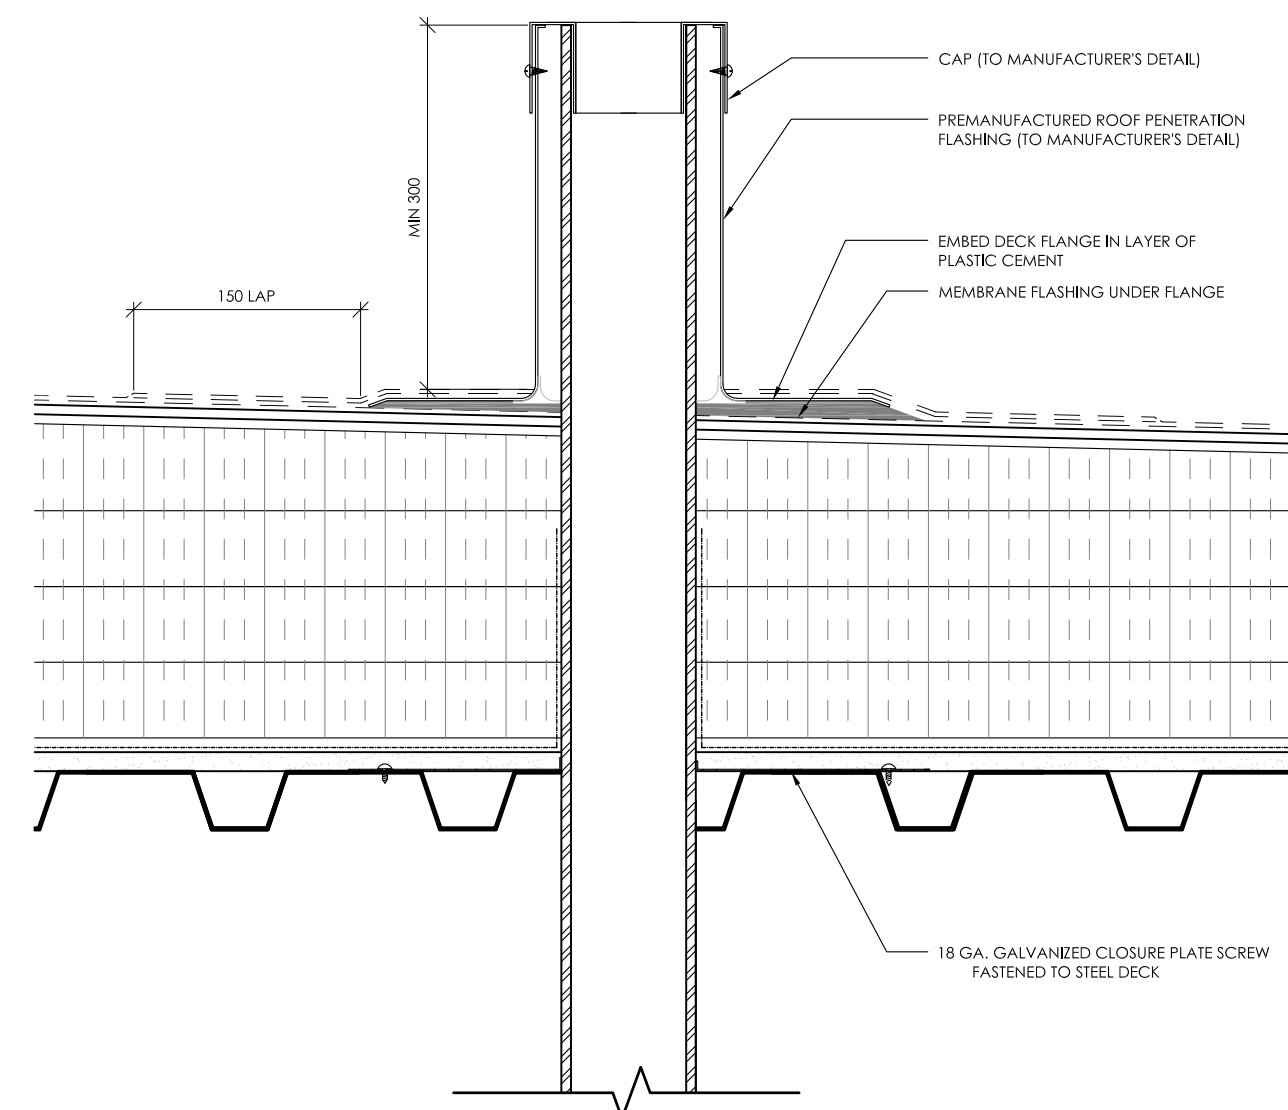 CAP (TO MANUFACTURER'S DETAIL)
PREMANUFACTURED ROOF PENETRATION
FLASHING (TO MANUFACTURER'S DETAIL)
MIN 300
EMBED DECK FLANGE IN LAYER OF
PLASTIC CEMENT
150 LAP
MEMBRANE FLASHING UNDER FLANGE
18 GA. GALVANIZED CLOSURE PLATE SCREW
FASTENED TO STEEL DECK